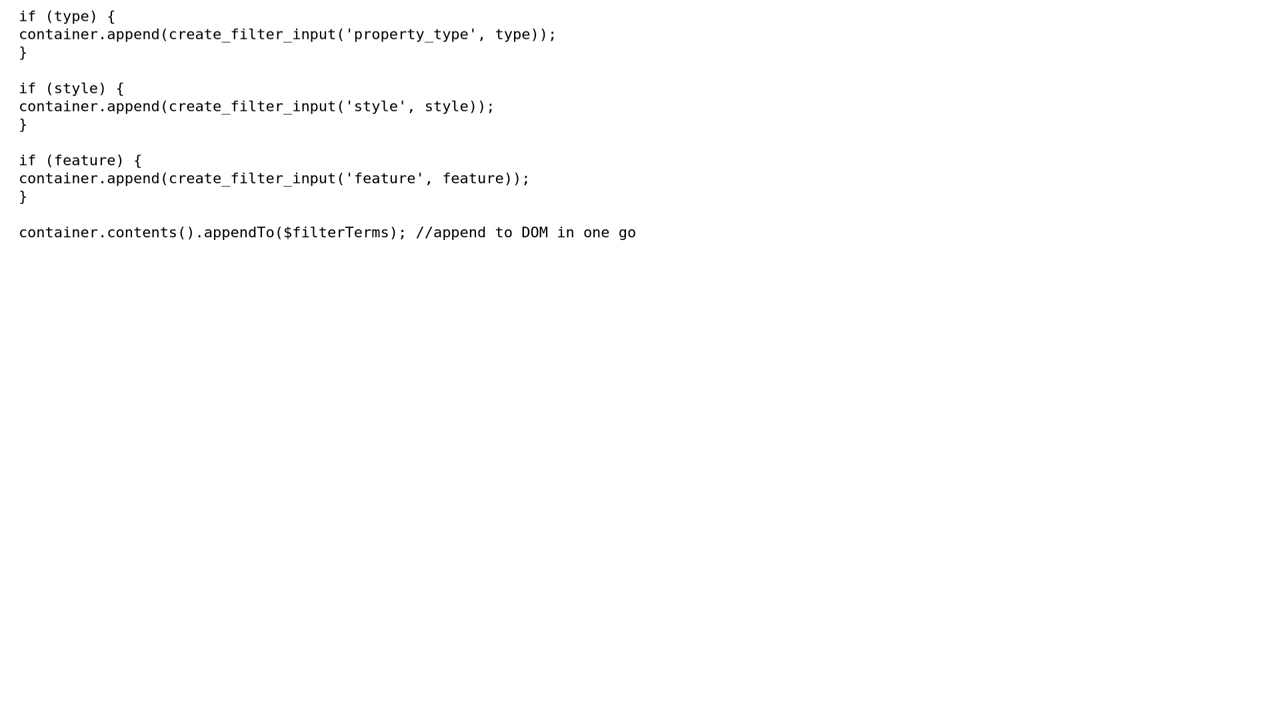 if (type) {
container.append(create_filter_input('property_type', type));
}

if (style) {
container.append(create_filter_input('style', style));
}

if (feature) {
container.append(create_filter_input('feature', feature));
}

container.contents().appendTo($filterTerms); //append to DOM in one go